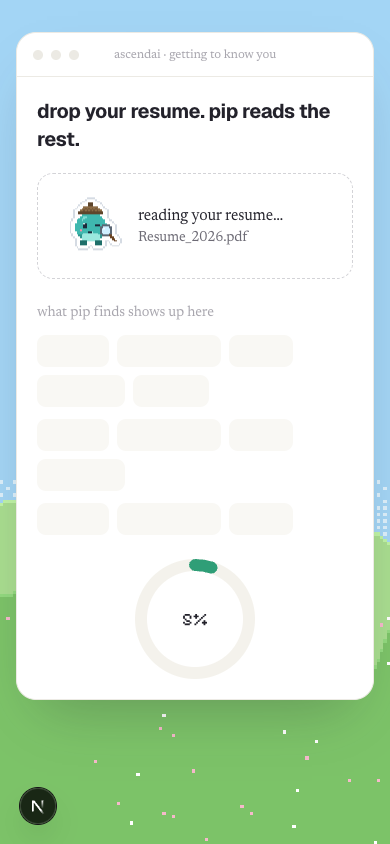 ascendai · getting to know you
drop your resume. pip reads the
rest.
reading your resume...
Resume_2026.pdf
what pip finds shows up here
5%
N